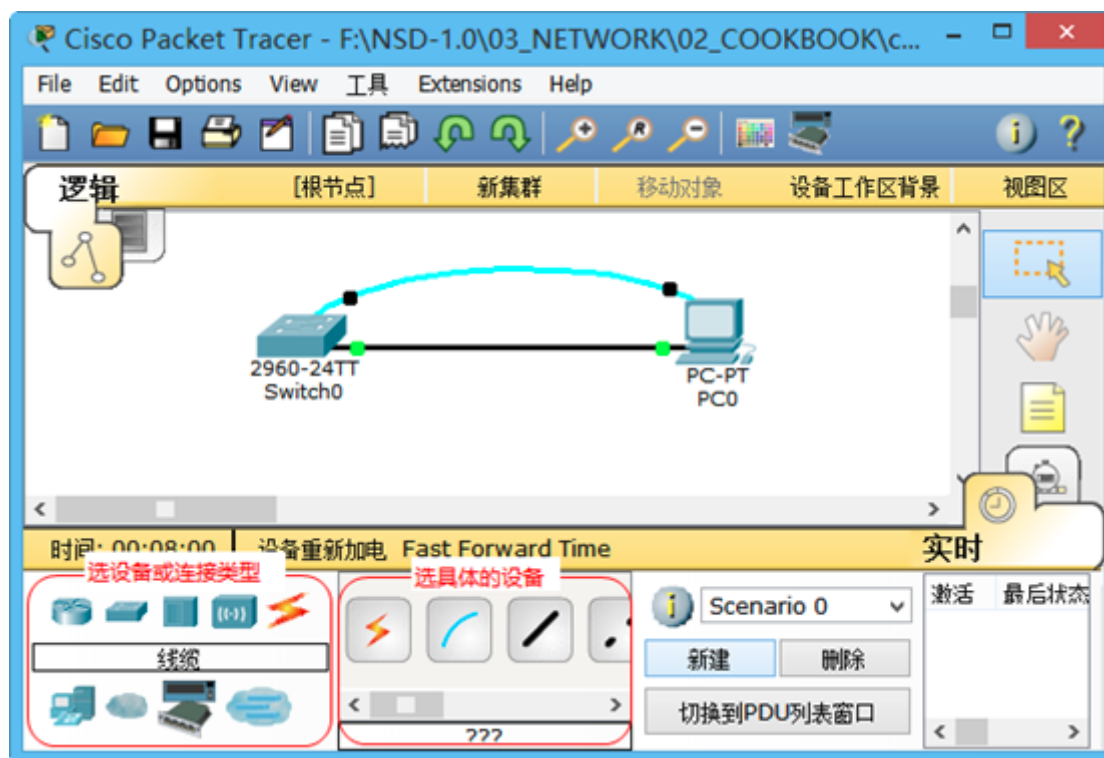 Cisco Packet Tracer - F:\NSD-1.0\03_NETWORK\02_COOKBOOK\c...
File Edit Options View 工具 Extensions Help
逻辑 [根节点] 新集群 移动对象 设备工作区背景 视图区
2960-24TT
Switch0
PC-PT
PC0
时间: 00:08:00 设备重新加电 Fast Forward Time 实时
选设备或连接类型
选具体的设备
线缆
???
Scenario 0
新建 删除
切换到PDU列表窗口
激活 最后状态